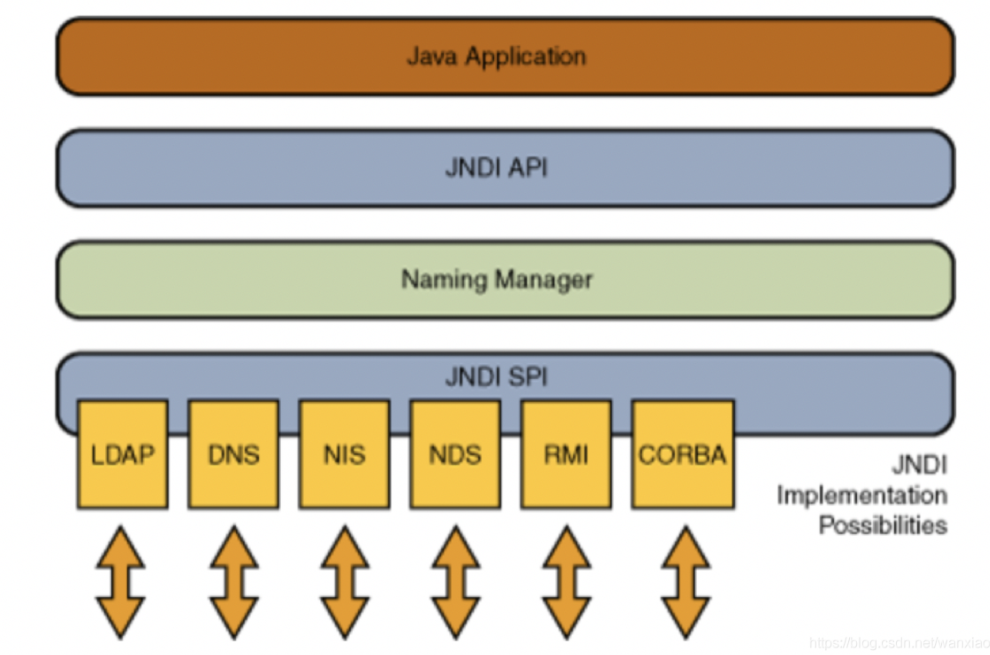 Java Application
JNDI API
Naming Manager
JNDI SPI
LDAP
DNS
NIS
NDS
RMI
CORBA
JNDI
Implementation
Possibilities
https://blog.csdn.net/wanxiao